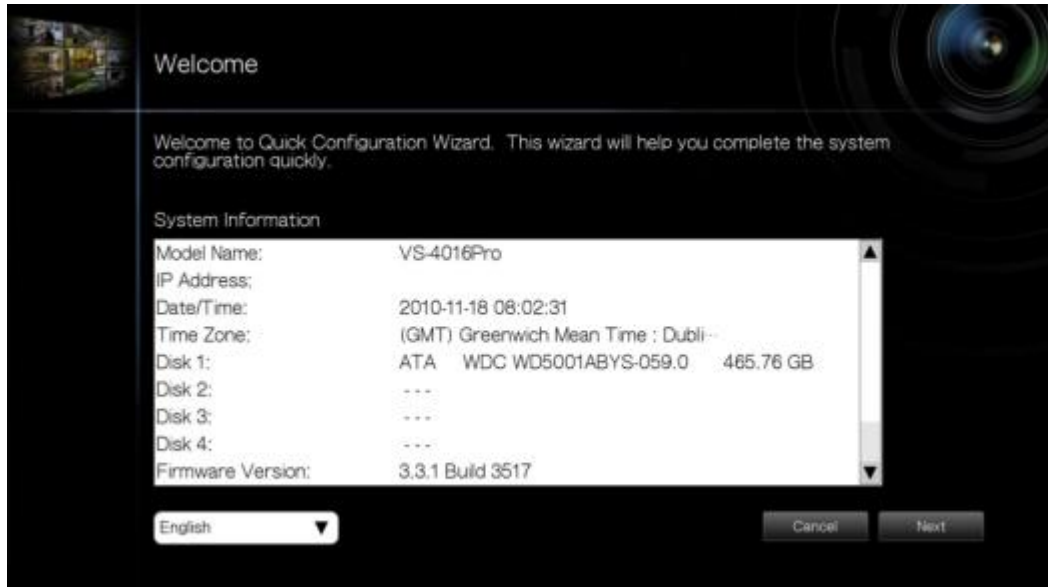 Welcome
Welcome to Quick Configuration Wizard. This wizard will help you complete the system
configuration quickly.
System Information
Model Name: VS-4016Pro
IP Address:
Date/Time: 2010-11-18 08:02:31
Time Zone: (GMT) Greenwich Mean Time : Dubli…
Disk 1: ATA WDC WD5001ABYS-059.0 465.76 GB
Disk 2: ---
Disk 3: ---
Disk 4: ---
Firmware Version: 3.3.1 Build 3517
English Cancel Next